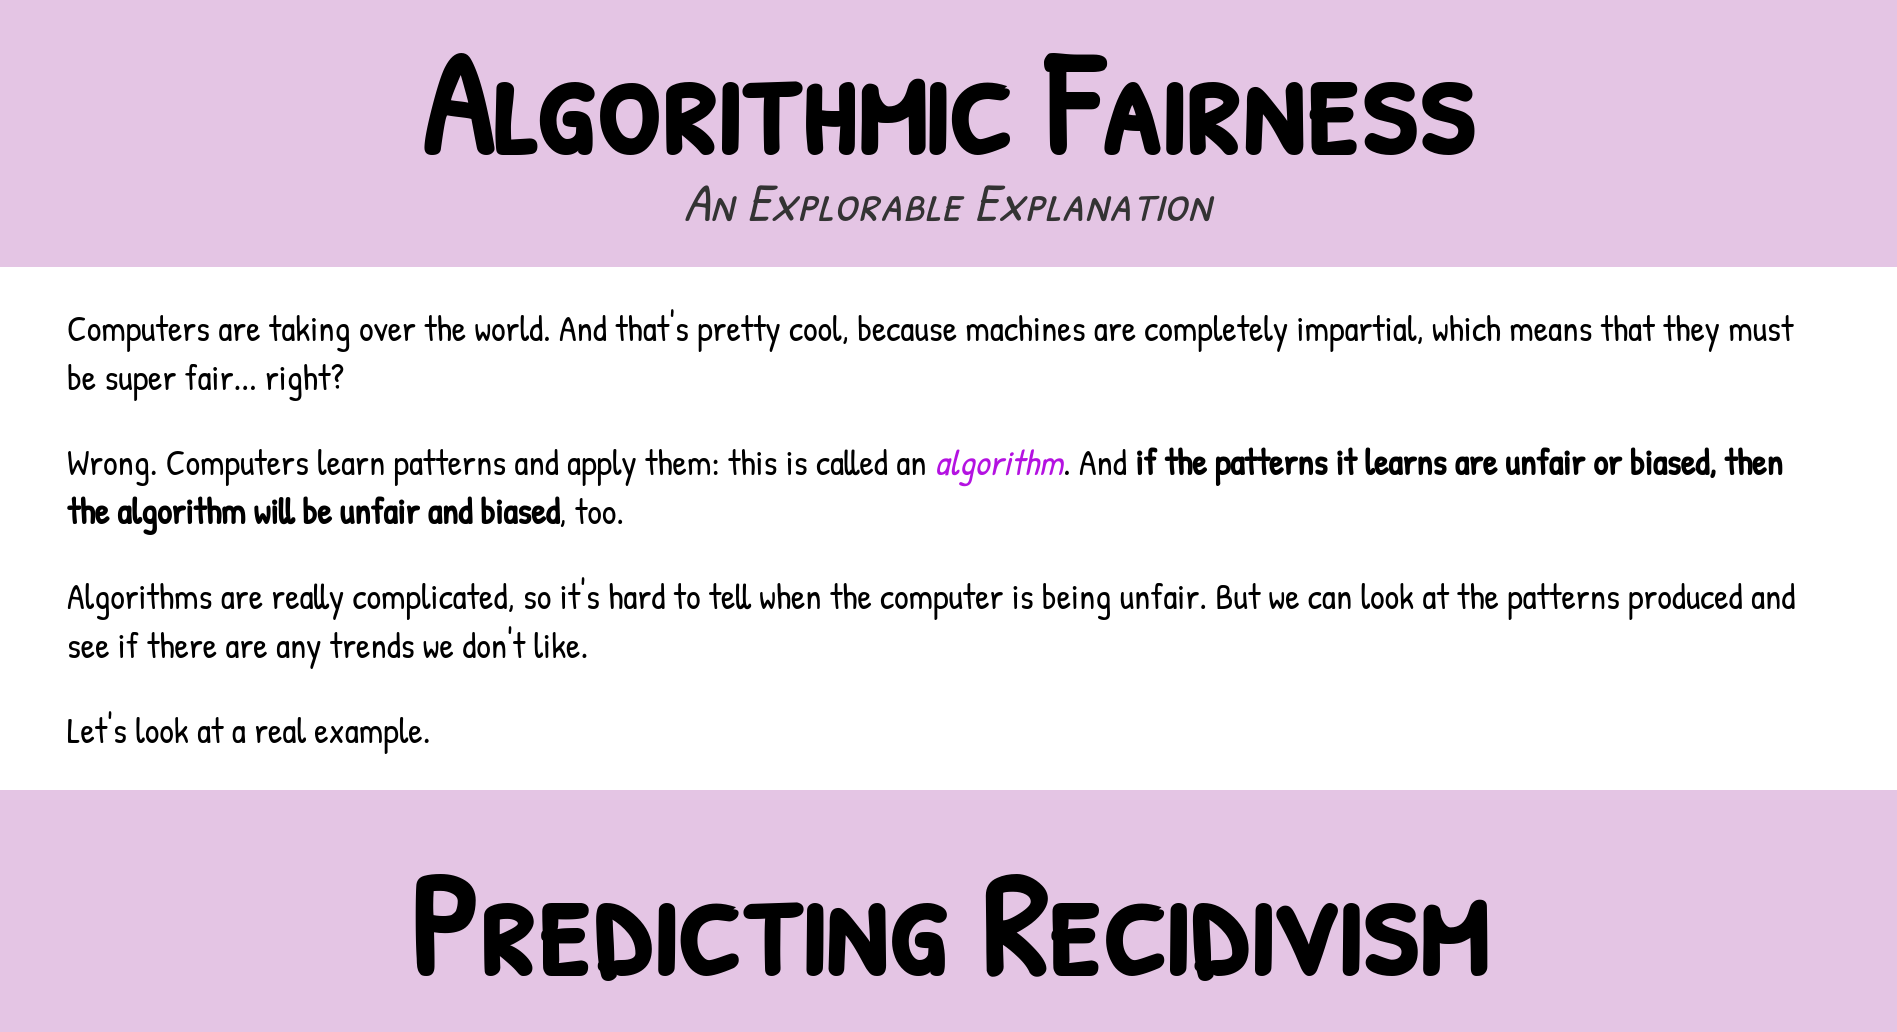 Algorithmic Fairness
An Explorable Explanation
Computers are taking over the world. And that's pretty cool, because machines are completely impartial, which means that they must
be super fair... right?
Wrong. Computers learn patterns and apply them: this is called an algorithm. And if the patterns it learns are unfair or biased, then
the algorithm will be unfair and biased, too.
Algorithms are really complicated, so it's hard to tell when the computer is being unfair. But we can look at the patterns produced and
see if there are any trends we don't like.
Let's look at a real example.
Predicting Recidivism